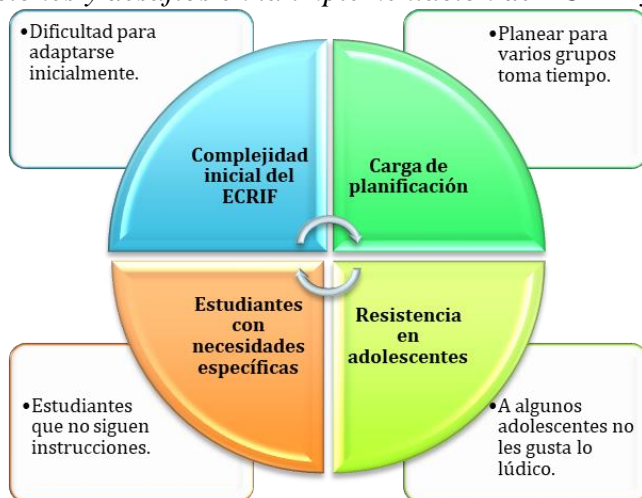 •Dificultad para
adaptarse
inicialmente.
•Planear para
varios grupos
toma tiempo.
Complejidad
inicial del
ECRIF
Carga de
planificación
Estudiantes
con
necesidades
específicas
Resistencia
en
adolescentes
•Estudiantes
que no siguen
instrucciones.
•A algunos
adolescentes no
les gusta lo
lúdico.